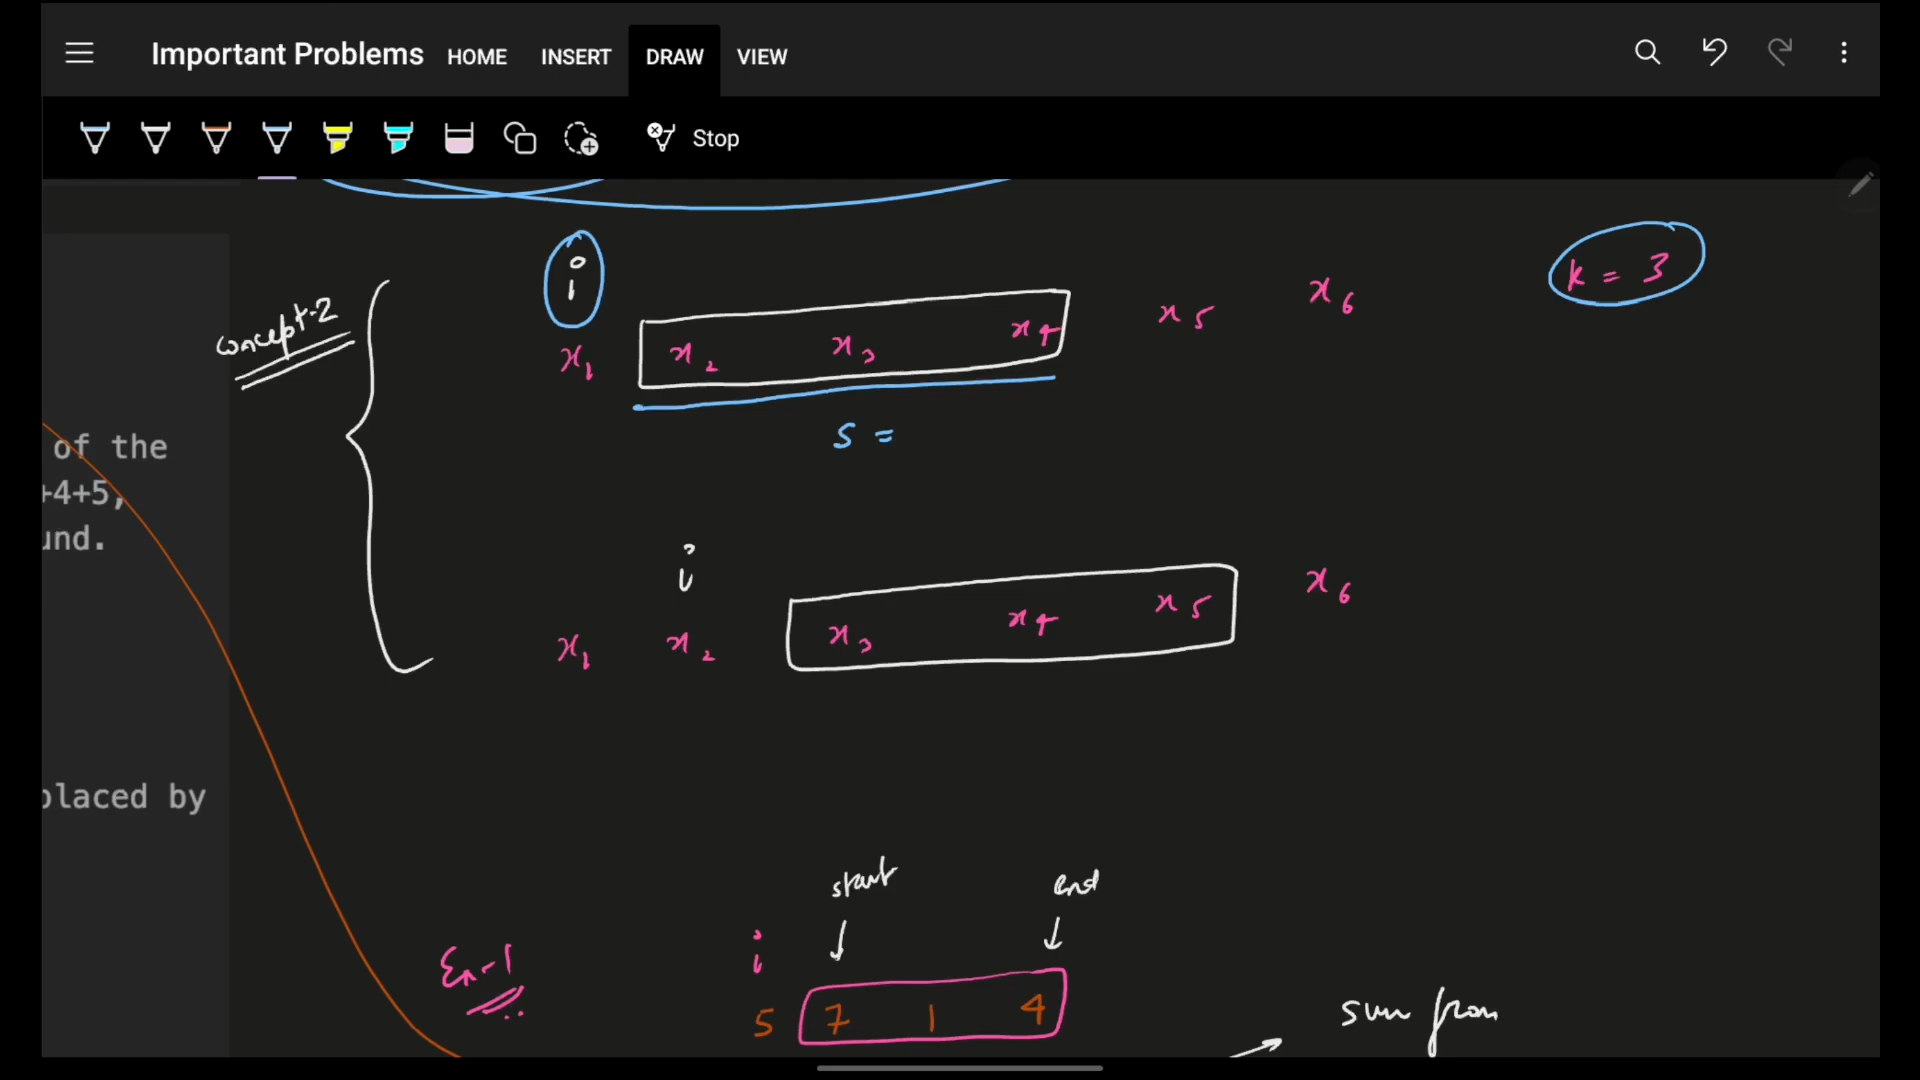 Important Problems HOME INSERT DRAW VIEW
Stop
i
k = 3
concept-2
x₁ x₂ x₃ x₄ x₅ x₆
s =
of the
+4+5,
und.
i
x₁ x₂ x₃ x₄ x₅ x₆
placed by
start end
i
Ex-1
5 7 1 4
sum from